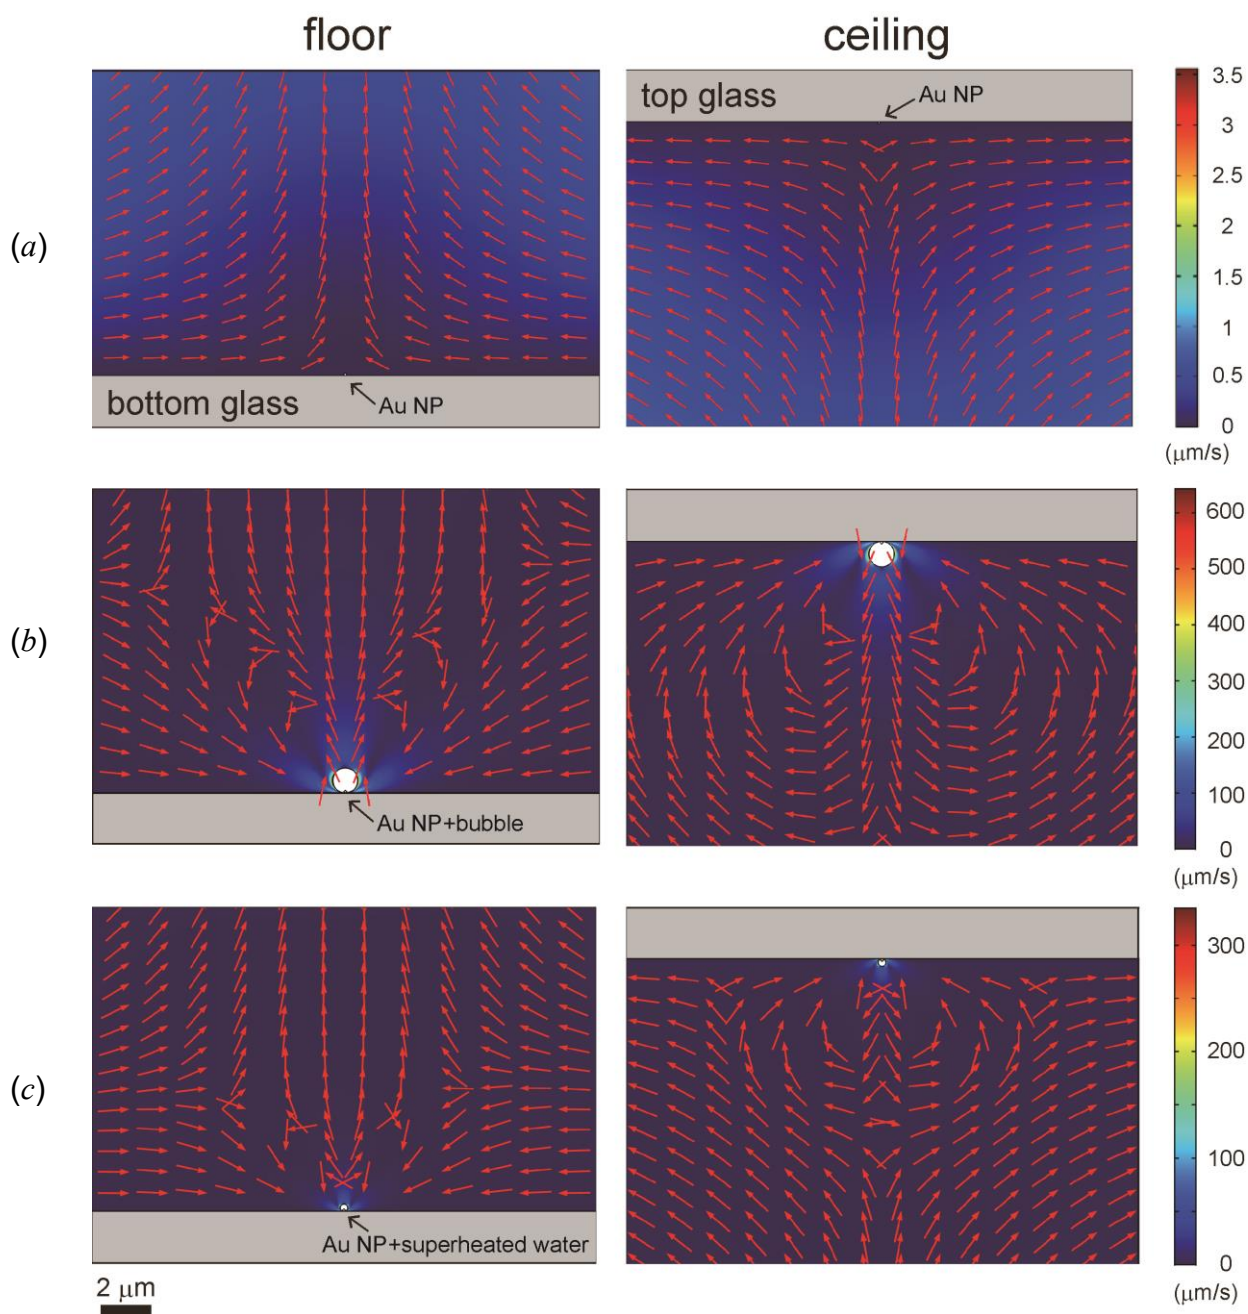 floor ceiling
top glass Au NP
bottom glass Au NP
3.5
3
2.5
2
1.5
1
0.5
0
(μm/s)
(a)
Au NP+bubble
600
500
400
300
200
100
0
(μm/s)
(b)
Au NP+superheated water
300
200
100
0
(μm/s)
(c)
2 μm